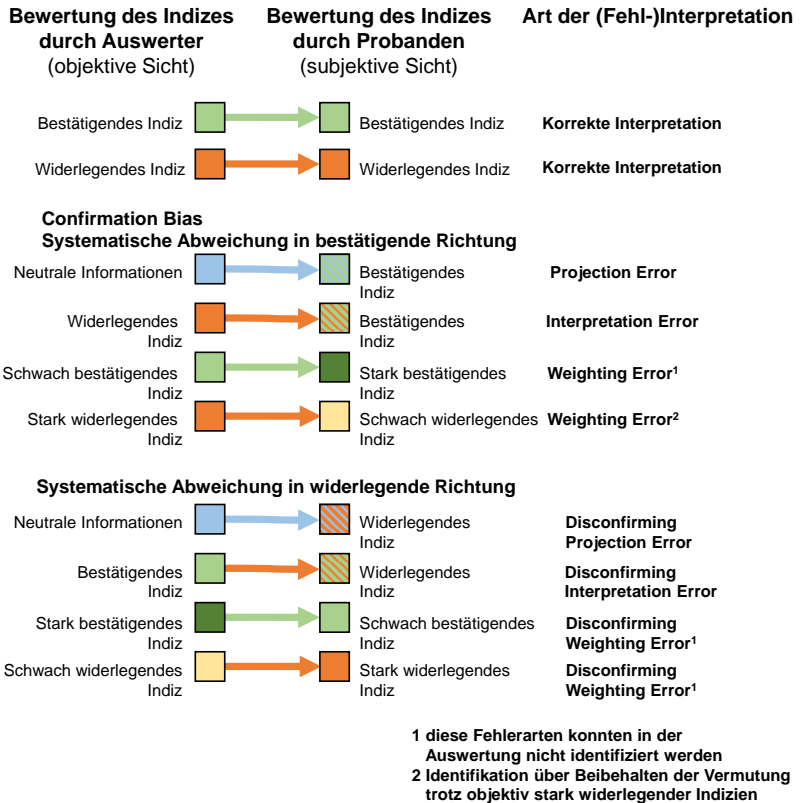 Bewertung des Indizes Bewertung des Indizes Art der (Fehl-)Interpretation
durch Auswerter durch Probanden
(objektive Sicht) (subjektive Sicht)
Bestätigendes Indiz Bestätigendes Indiz Korrekte Interpretation
Widerlegendes Indiz Widerlegendes Indiz Korrekte Interpretation
Confirmation Bias
Systematische Abweichung in bestätigende Richtung
Neutrale Informationen Bestätigendes Projection Error
Indiz
Widerlegendes Bestätigendes Interpretation Error
Indiz Indiz
Schwach bestätigendes Stark bestätigendes Weighting Error¹
Indiz Indiz
Stark widerlegendes Schwach widerlegendes Weighting Error²
Indiz Indiz
Systematische Abweichung in widerlegende Richtung
Neutrale Informationen Widerlegendes Disconfirming
Indiz Projection Error
Bestätigendes Widerlegendes Disconfirming
Indiz Indiz Interpretation Error
Stark bestätigendes Schwach bestätigendes Disconfirming
Indiz Indiz Weighting Error¹
Schwach widerlegendes Stark widerlegendes Disconfirming
Indiz Indiz Weighting Error¹
1 diese Fehlerarten konnten in der
Auswertung nicht identifiziert werden
2 Identifikation über Beibehalten der Vermutung
trotz objektiv stark widerlegender Indizien